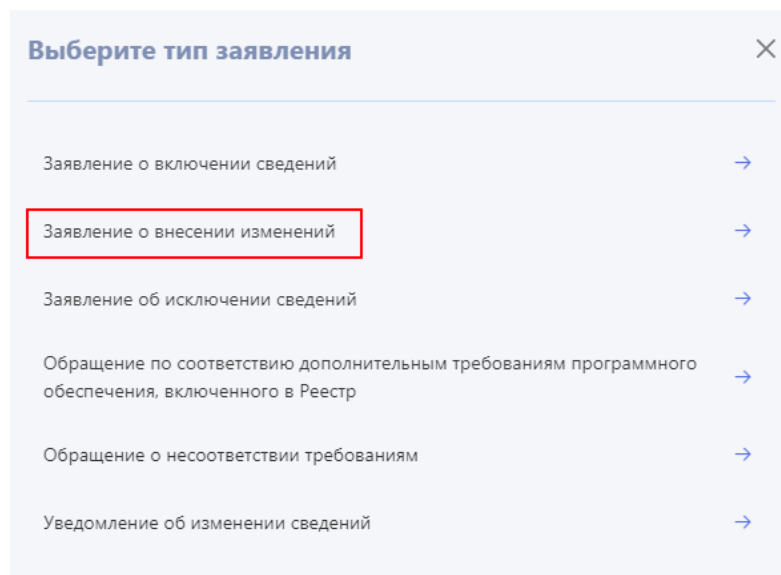 Выберите тип заявления
Заявление о включении сведений
Заявление о внесении изменений
Заявление об исключении сведений
Обращение по соответствию дополнительным требованиям программного
обеспечения, включенного в Реестр
Обращение о несоответствии требованиям
Уведомление об изменении сведений